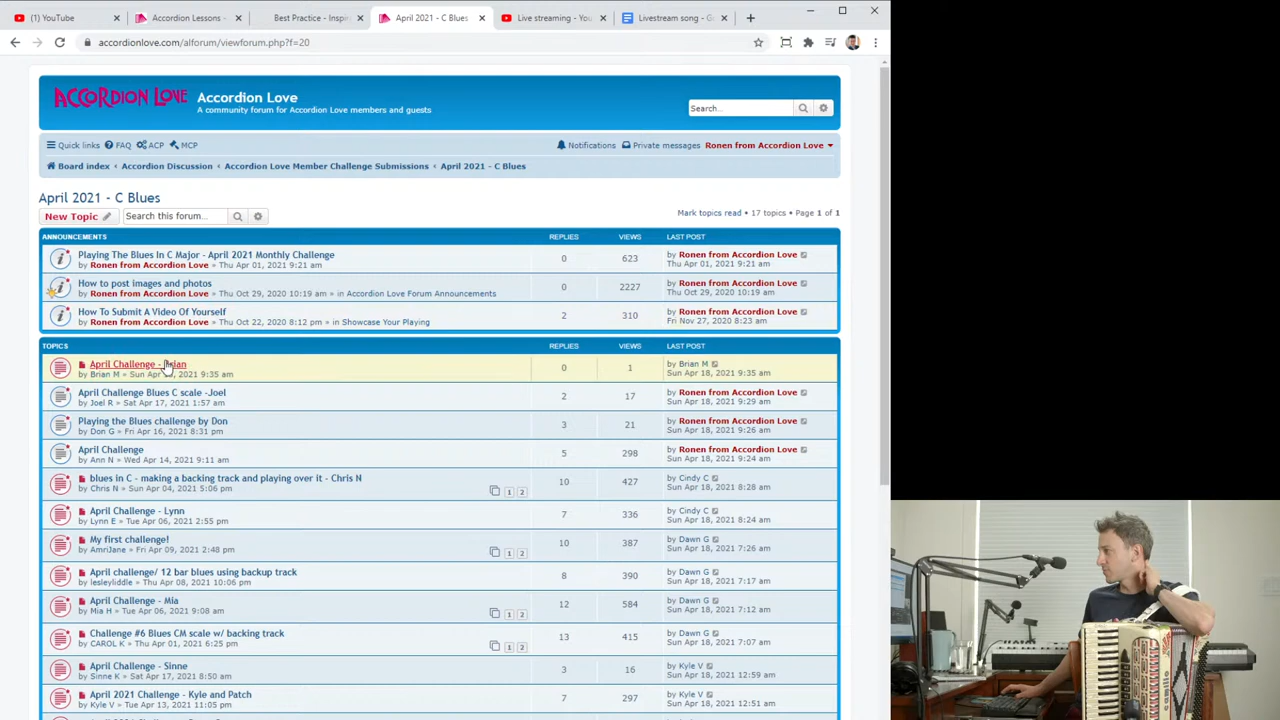 (1) YouTube
Accordion Lessons -
Best Practice - Inspi
April 2021 - C Blues
Live streaming - You
Livestream song - Go
accordionlove.com/alforum/viewforum.php?f=20
ACCORDION LOVE
Accordion Love
A community forum for Accordion Love members and guests
Search...
Quick links FAQ ACP MCP
Notifications Private messages Ronen from Accordion Love
Board index ‹ Accordion Discussion ‹ Accordion Love Member Challenge Submissions ‹ April 2021 - C Blues
April 2021 - C Blues
New Topic Search this forum...
Mark topics read • 17 topics • Page 1 of 1
ANNOUNCEMENTS REPLIES VIEWS LAST POST
Playing The Blues In C Major - April 2021 Monthly Challenge
by Ronen from Accordion Love » Thu Apr 01, 2021 9:21 am
0 623
by Ronen from Accordion Love
Thu Apr 01, 2021 9:21 am
How to post images and photos
by Ronen from Accordion Love » Thu Oct 29, 2020 10:19 am » in Accordion Love Forum Announcements
0 2227
by Ronen from Accordion Love
Thu Oct 29, 2020 10:19 am
How To Submit A Video Of Yourself
by Ronen from Accordion Love » Thu Oct 22, 2020 8:12 pm » in Showcase Your Playing
2 310
by Ronen from Accordion Love
Fri Nov 27, 2020 8:23 am
TOPICS REPLIES VIEWS LAST POST
April Challenge - Brian
by Brian M » Sun Apr 18, 2021 9:35 am
0 1
by Brian M
Sun Apr 18, 2021 9:35 am
April Challenge Blues C scale -Joel
by Joel R » Sat Apr 17, 2021 1:57 am
2 17
by Ronen from Accordion Love
Sun Apr 18, 2021 9:29 am
Playing the Blues challenge by Don
by Don G » Fri Apr 16, 2021 8:31 pm
3 21
by Ronen from Accordion Love
Sun Apr 18, 2021 9:26 am
April Challenge
by Ann N » Wed Apr 14, 2021 9:11 am
5 298
by Ronen from Accordion Love
Sun Apr 18, 2021 9:24 am
blues in C - making a backing track and playing over it - Chris N
by Chris N » Sun Apr 04, 2021 5:06 pm
1 2
10 427
by Cindy C
Sun Apr 18, 2021 8:28 am
April Challenge - Lynn
by Lynn E » Tue Apr 06, 2021 2:55 pm
7 336
by Cindy C
Sun Apr 18, 2021 8:24 am
My first challenge!
by AmriJane » Fri Apr 09, 2021 2:48 pm
1 2
10 387
by Dawn G
Sun Apr 18, 2021 7:26 am
April challenge/ 12 bar blues using backup track
by lesleyliddle » Thu Apr 08, 2021 10:06 pm
8 390
by Dawn G
Sun Apr 18, 2021 7:17 am
April Challenge - Mia
by Mia H » Tue Apr 06, 2021 9:08 am
1 2
12 584
by Dawn G
Sun Apr 18, 2021 7:12 am
Challenge #6 Blues CM scale w/ backing track
by CAROL K » Thu Apr 01, 2021 6:25 pm
1 2
13 415
by Dawn G
Sun Apr 18, 2021 7:07 am
April Challenge - Sinne
by Sinne K » Sat Apr 17, 2021 8:50 am
3 16
by Kyle V
Sun Apr 18, 2021 12:59 am
April 2021 Challenge - Kyle and Patch
by Kyle V » Tue Apr 13, 2021 2:41 am
7 297
by Kyle V
Sun Apr 18, 2021 12:51 am